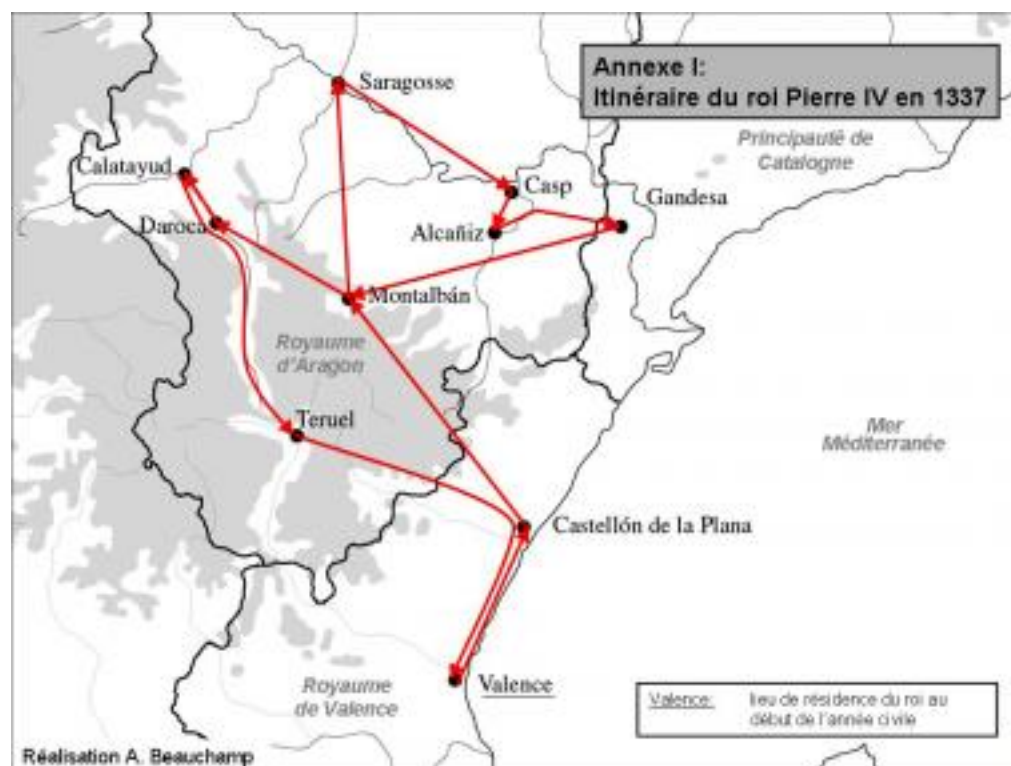 Annexe I:
Itinéraire du roi Pierre IV en 1337
Saragosse
Principauté de
Catalogne
Calatayud
Casp
Gandesa
Daroca
Alcañiz
Montalbán
Royaume
d'Aragon
Teruel
Mer
Méditerranée
Castellón de la Plana
Valence
Royaume
de Valence
Valence: lieu de résidence du roi au
début de l'année civile
Réalisation A. Beauchamp